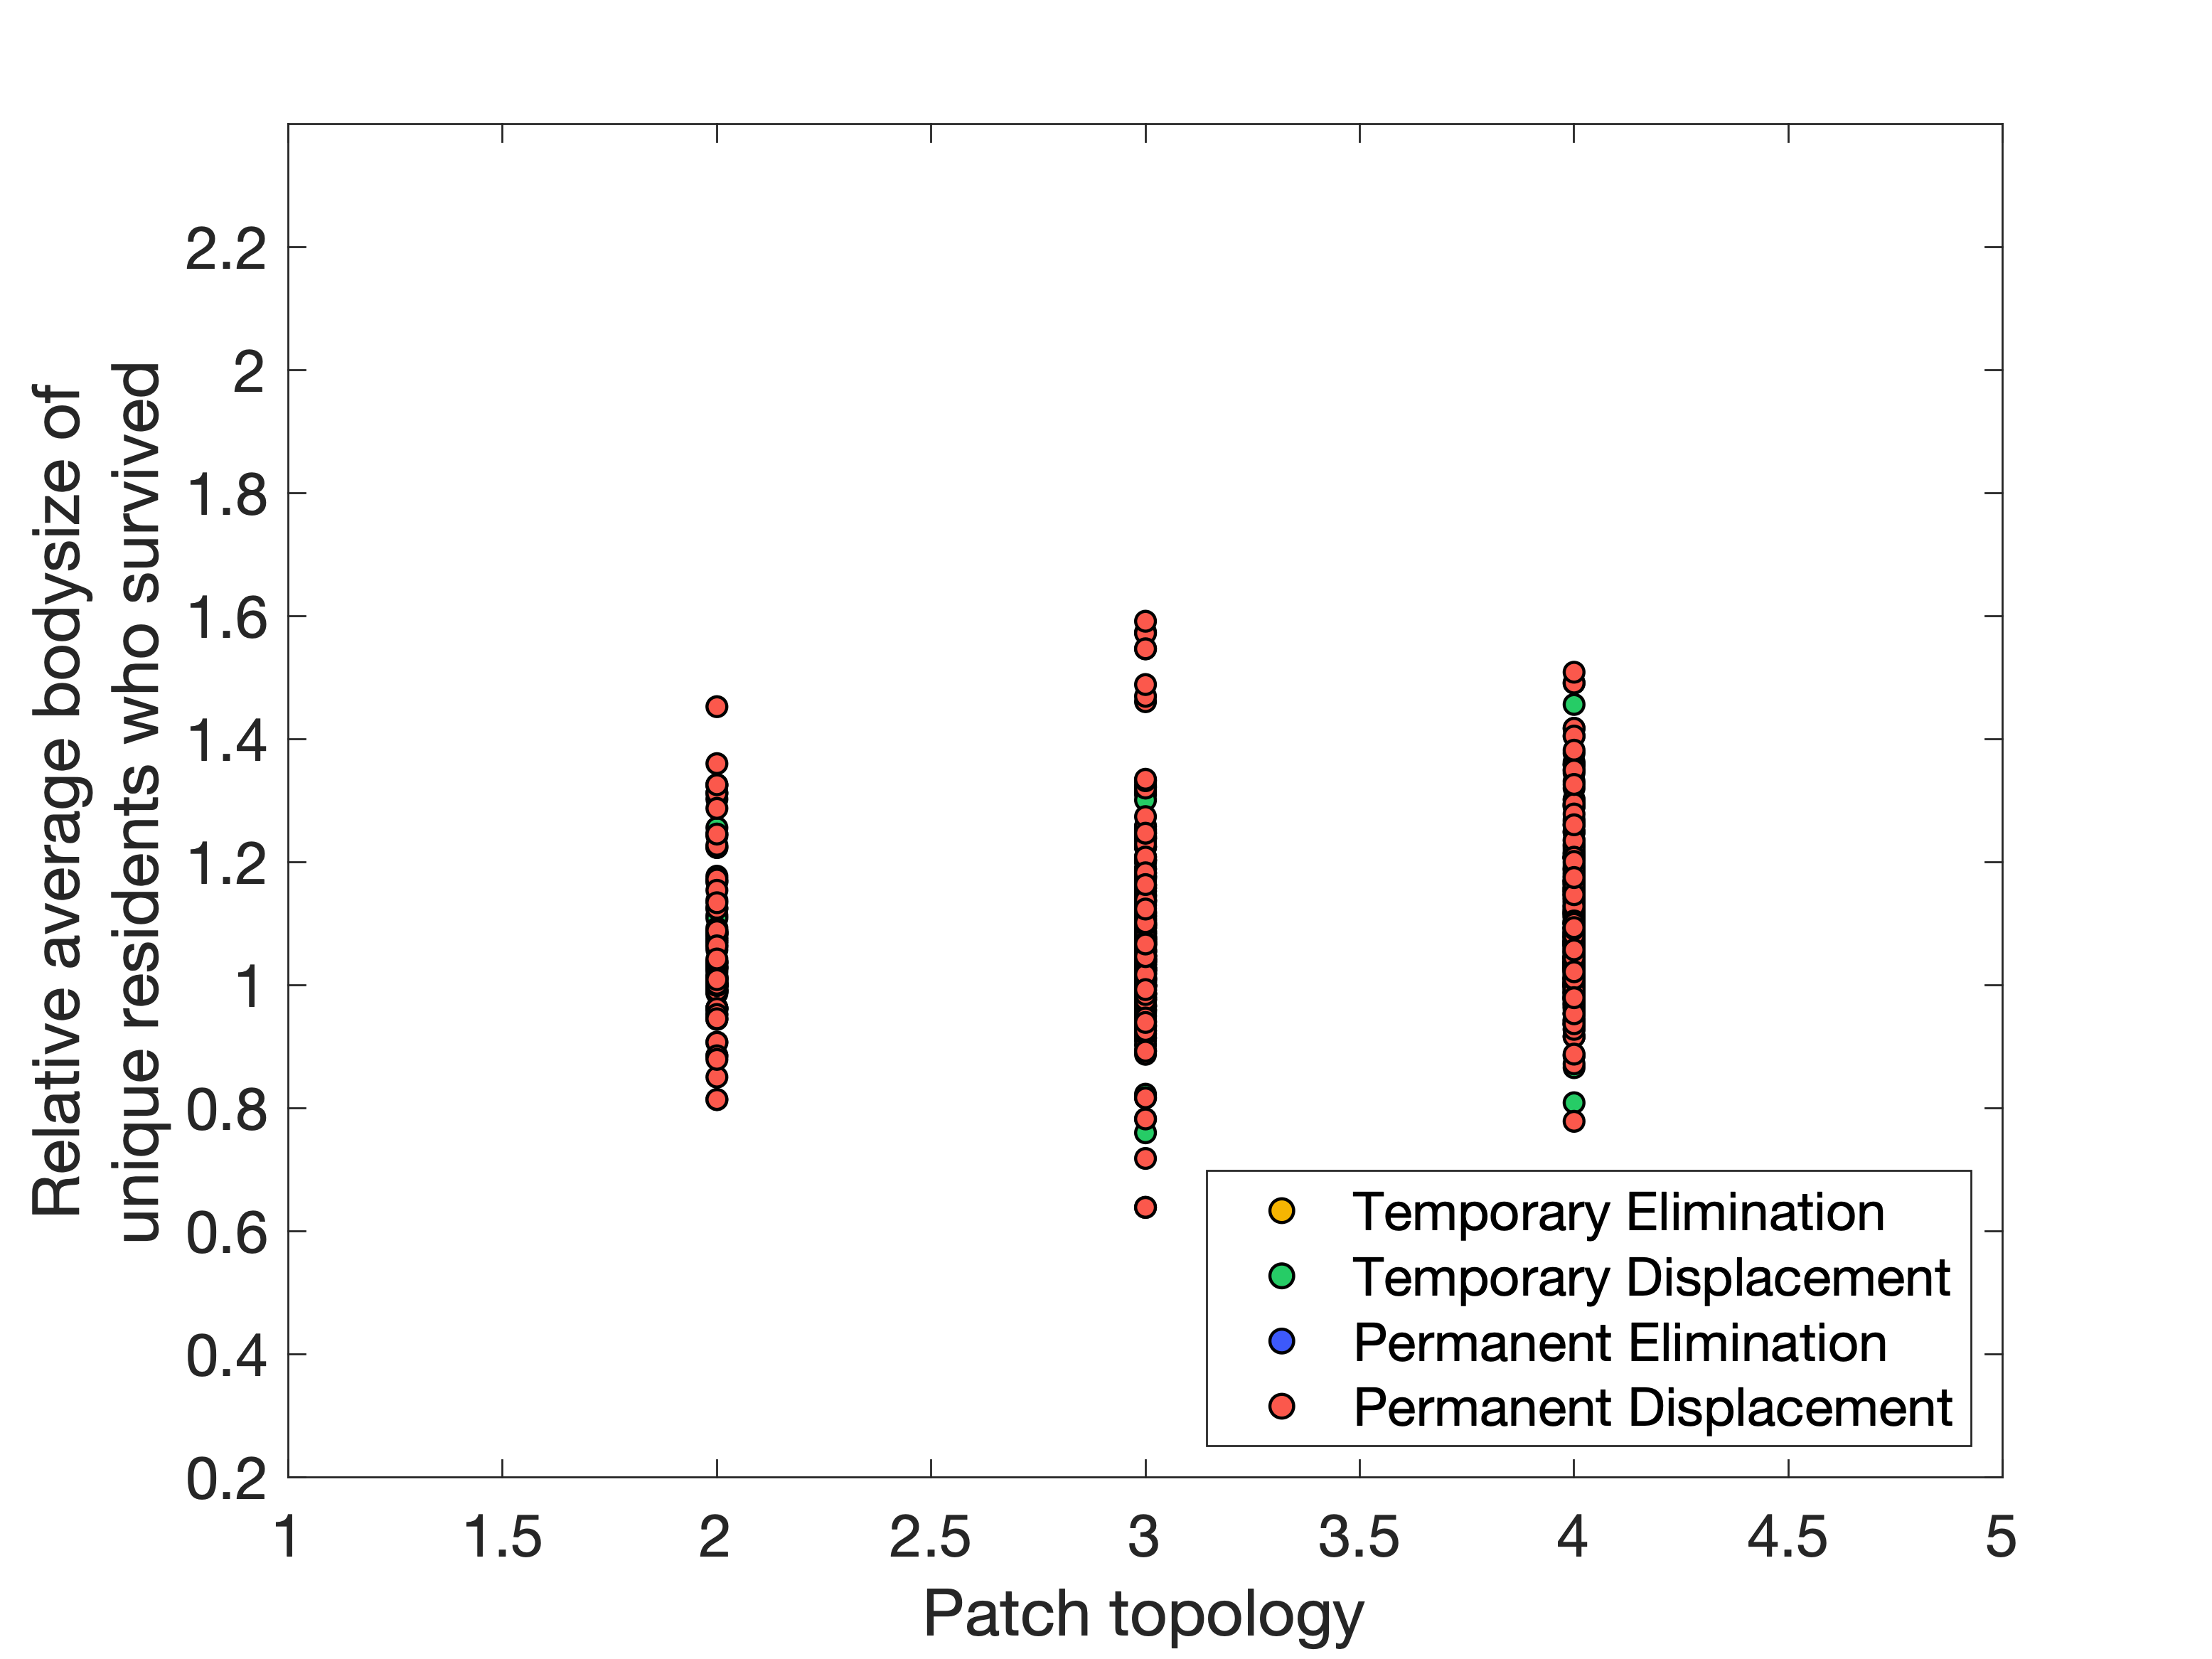 Relative average bodysize of
unique residents who survived
2.2
2
1.8
1.6
1.4
1.2
1
0.8
0.6
0.4
0.2
Temporary Elimination
Temporary Displacement
Permanent Elimination
Permanent Displacement
1 1.5 2 2.5 3 3.5 4 4.5 5
Patch topology